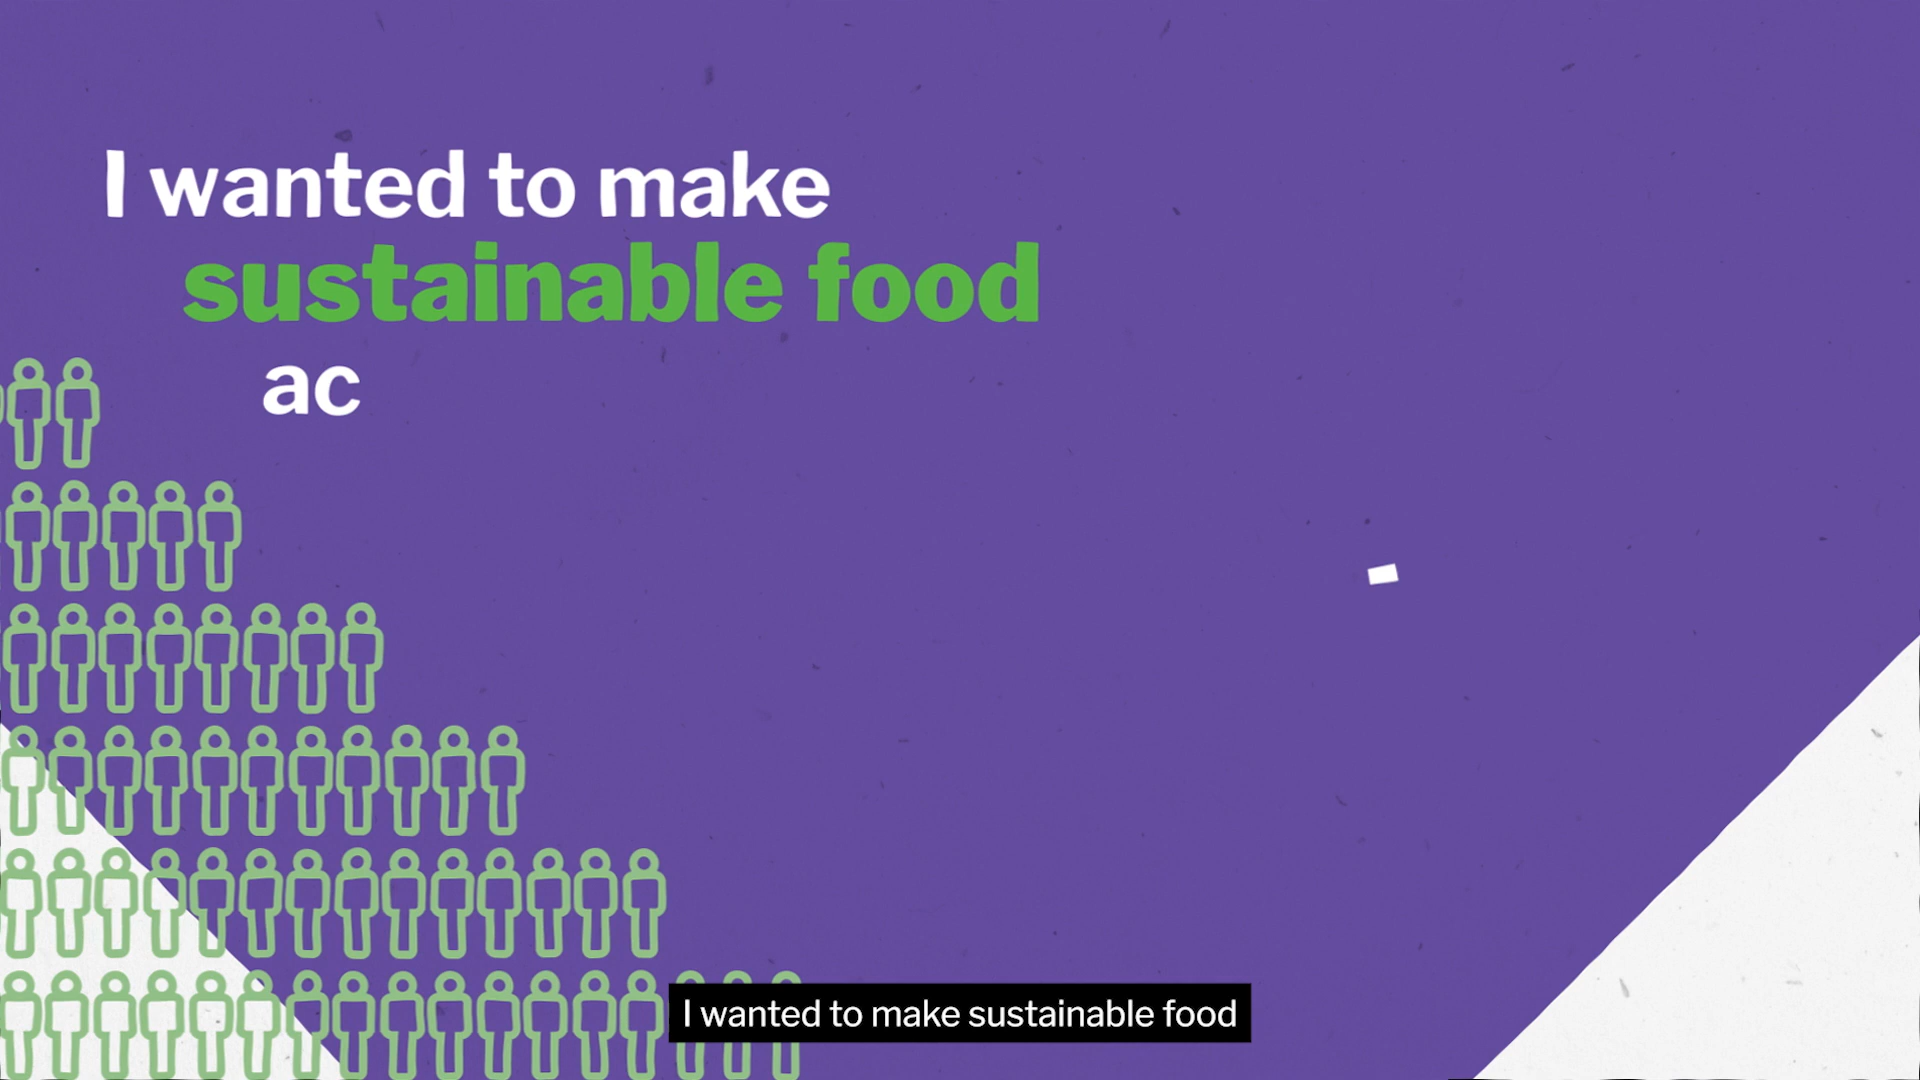 I wanted to make
sustainable food
ac
I wanted to make sustainable food